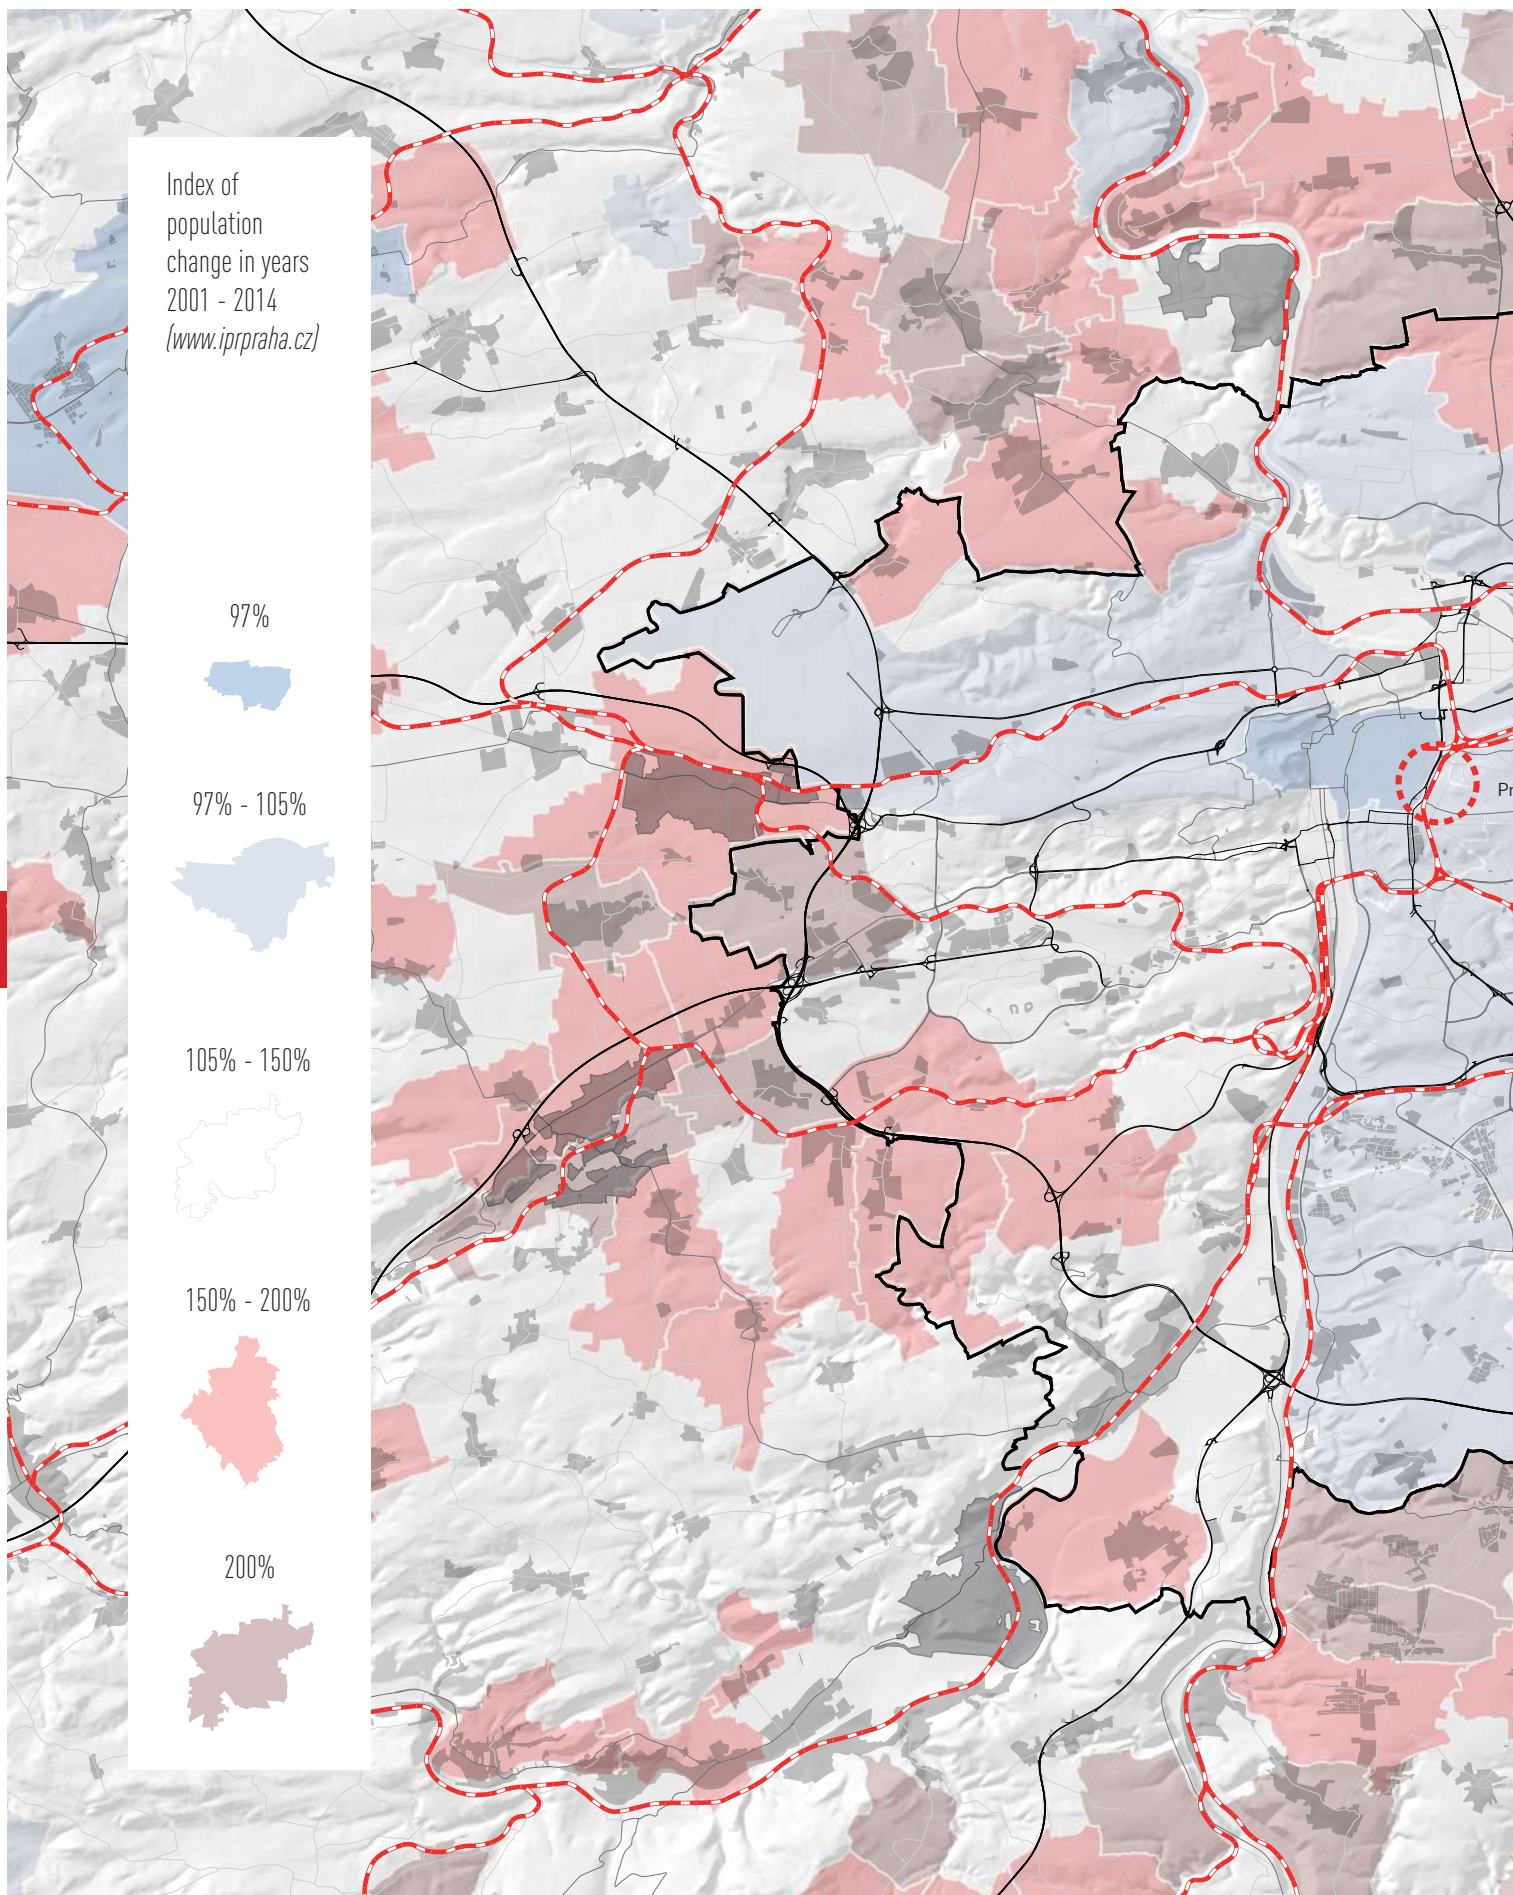 Index of
population
change in years
2001 - 2014
(www.iprpraha.cz)
97%
97% - 105%
105% - 150%
150% - 200%
200%
Pr